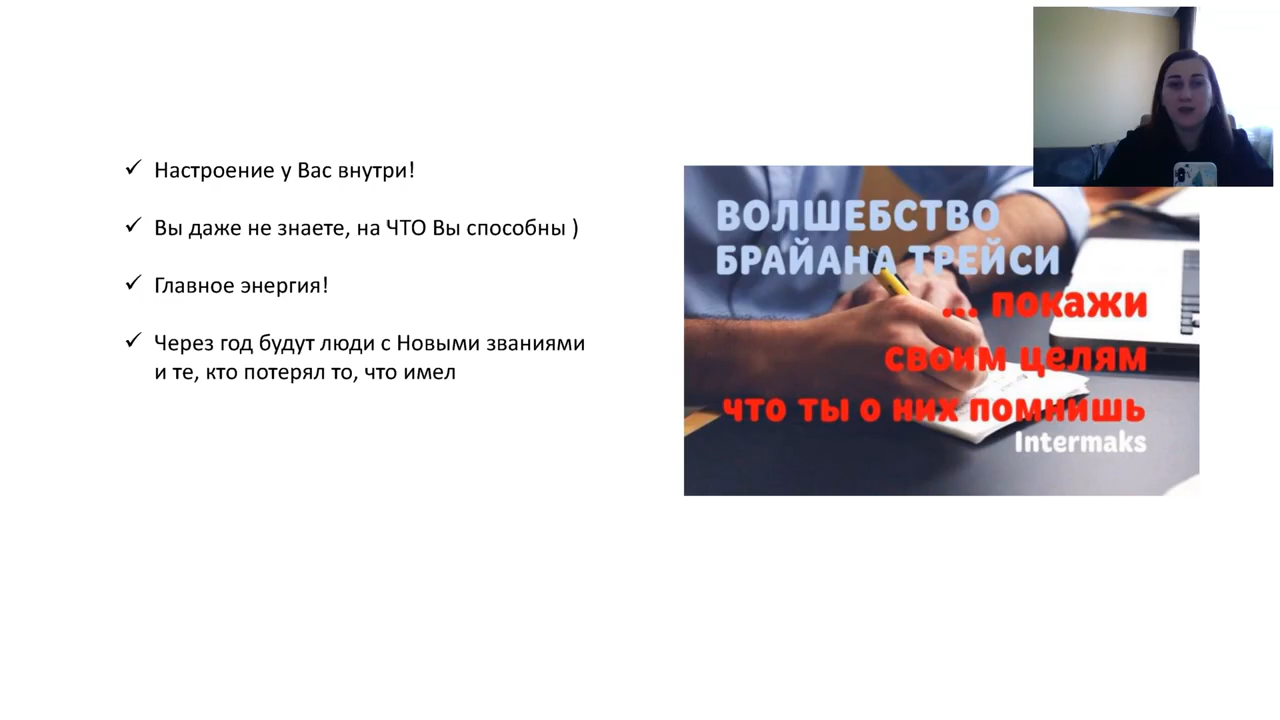 Настроение у Вас внутри!
Вы даже не знаете, на ЧТО Вы способны )
Главное энергия!
Через год будут люди с Новыми званиями
и те, кто потерял то, что имел
ВОЛШЕБСТВО
БРАЙАНА ТРЕЙСИ
... покажи
своим целям
что ты о них помнишь
Intermaks